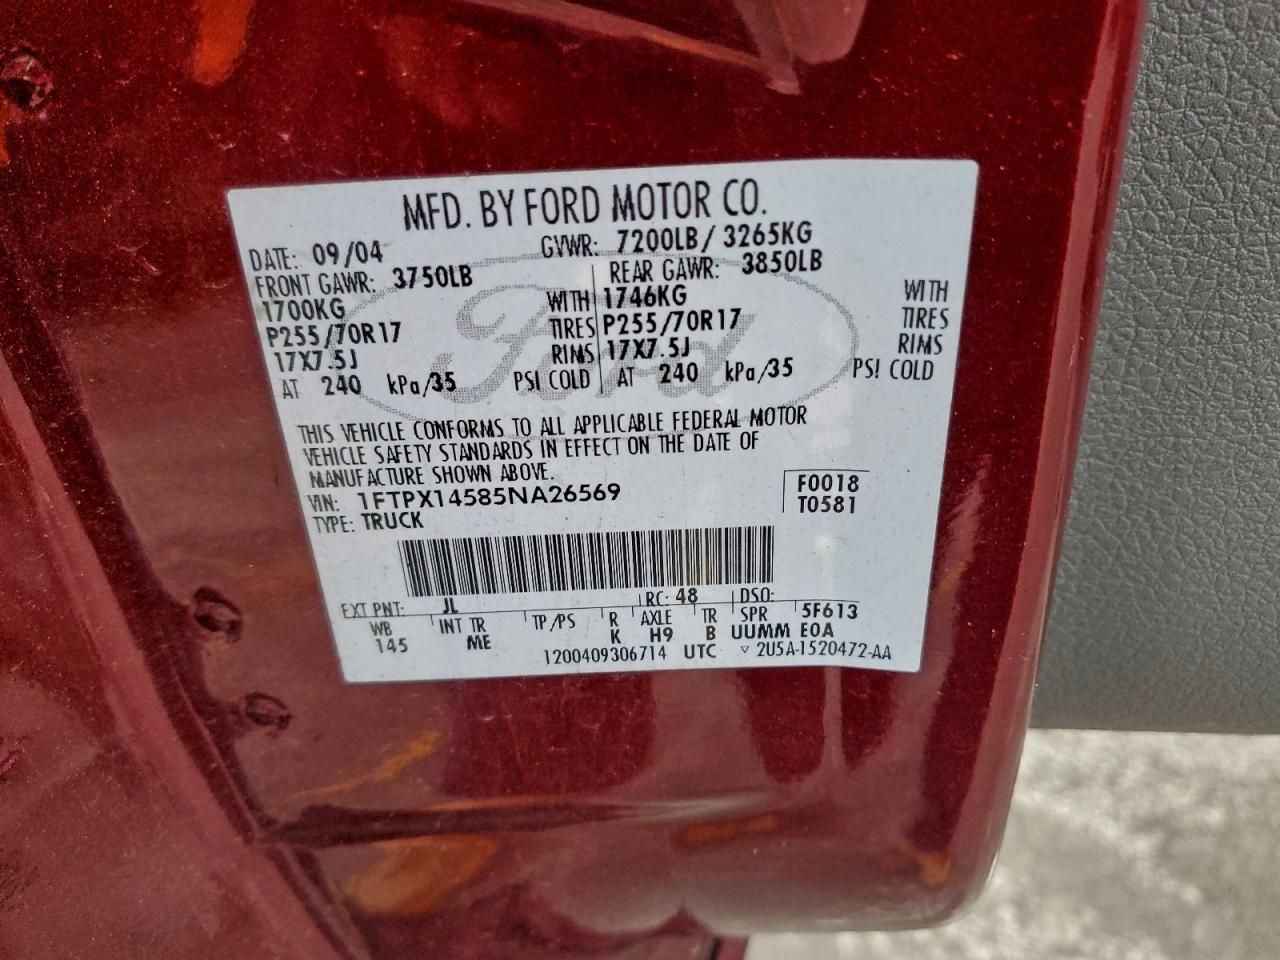 MFD. BY FORD MOTOR CO.
DATE: 09/04 GVWR: 7200LB/ 3265KG
FRONT GAWR: 3750LB REAR GAWR: 3850LB
1700KG WITH 1746KG WITH
P255/70R17 TIRES P255/70R17 TIRES
17X7.5J RIMS 17X7.5J RIMS
AT 240 kPa/35 PSI COLD AT 240 kPa/35 PSI COLD
Ford
THIS VEHICLE CONFORMS TO ALL APPLICABLE FEDERAL MOTOR
VEHICLE SAFETY STANDARDS IN EFFECT ON THE DATE OF
MANUFACTURE SHOWN ABOVE.
VIN: 1FTPX14585NA26569 F0018
TYPE: TRUCK T0581
EXT PNT: JL RC: 48 DSO:
WB INT TR TP/PS R AXLE TR SPR 5F613
145 ME K H9 B UUMM EOA
1200409306714 UTC 2U5A-1520472-AA